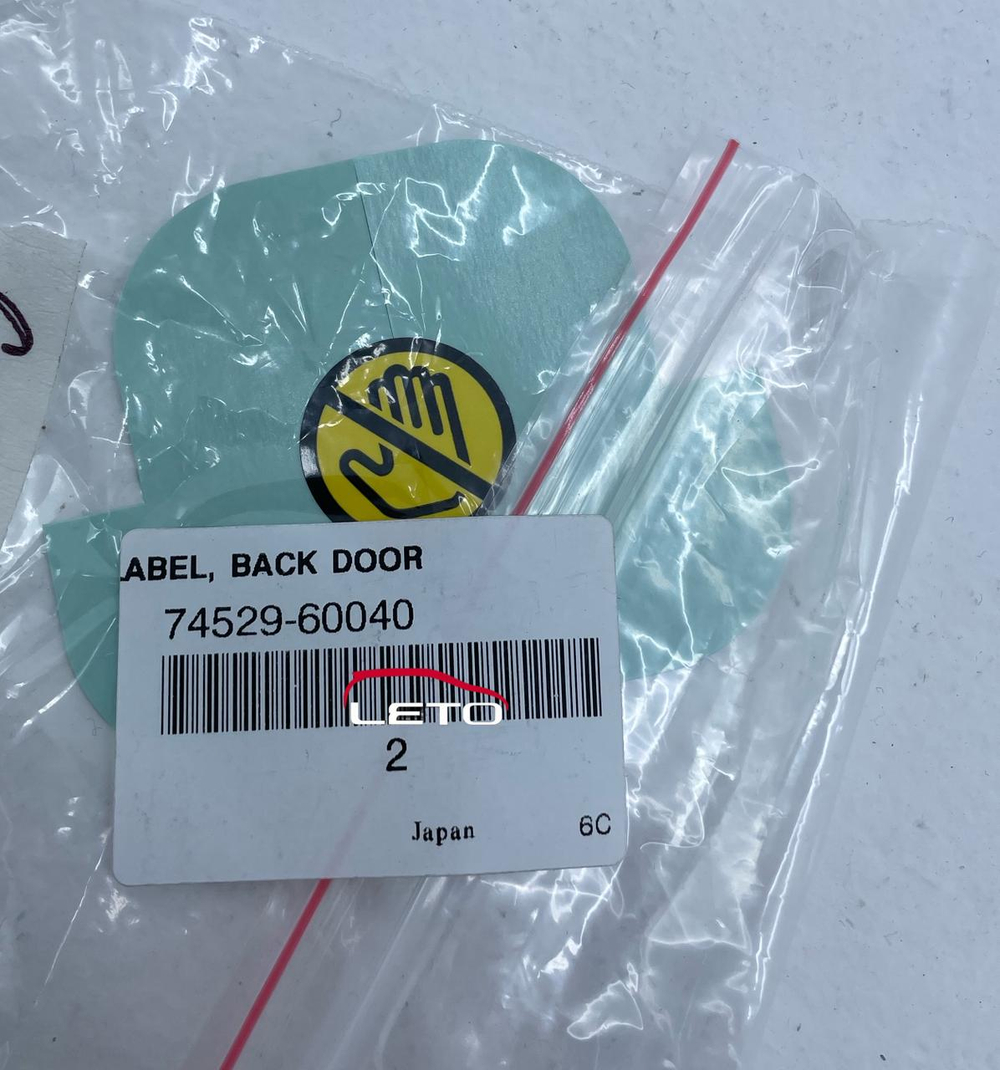 LABEL, BACK DOOR
74529-60040
LETO
2
Japan
6C